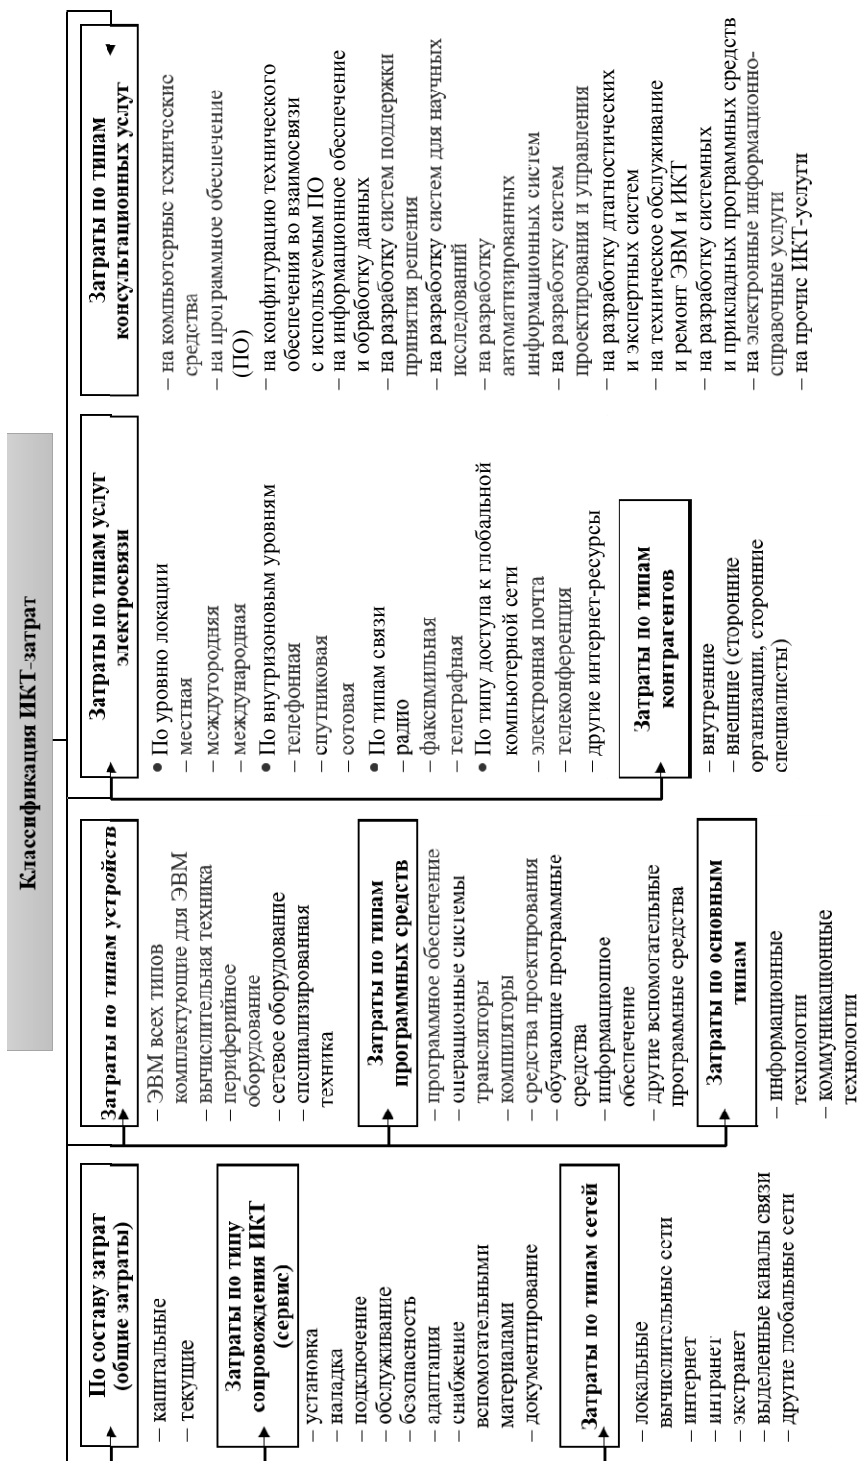 Классификация ИКТ-затрат
По составу затрат
(общие затраты)
– капитальные
– текущие
Затраты по типу
сопровождения ИКТ
(сервис)
– установка
– наладка
– подключение
– обслуживание
– безопасность
– адаптация
– снабжение
вспомогательными
материалами
– документирование
Затраты по типам сетей
– локальные
вычислительные сети
– интернет
– интранет
– экстранет
– выделенные каналы связи
– другие глобальные сети
Затраты по типам устройств
– ЭВМ всех типов
комплектующие для ЭВМ
– вычислительная техника
– периферийное
оборудование
– сетевое оборудование
– специализированная
техника
Затраты по типам
программных средств
– программное обеспечение
– операционные системы
трансляторы
– компиляторы
– средства проектирования
– обучающие программные
средства
– информационное
обеспечение
– другие вспомогательные
программные средства
Затраты по основным
типам
– информационные
технологии
– коммуникационные
технологии
Затраты по типам услуг
электросвязи
• По уровню локации
– местная
– междугородняя
– международная
• По внутризоновым уровням
– телефонная
– спутниковая
– сотовая
• По типам связи
– радио
– факсимильная
– телеграфная
• По типу доступа к глобальной
компьютерной сети
– электронная почта
– телеконференция
– другие интернет-ресурсы
Затраты по типам
контрагентов
– внутренние
– внешние (сторонние
организации, сторонние
специалисты)
Затраты по типам
консультационных услуг
– на компьютерные технические
средства
– на программное обеспечение
(ПО)
– на конфигурацию технического
обеспечения во взаимосвязи
с используемым ПО
– на информационное обеспечение
и обработку данных
– на разработку систем поддержки
принятия решения
– на разработку систем для научных
исследований
– на разработку
автоматизированных
информационных систем
– на разработку систем
проектирования и управления
– на разработку дтагностических
и экспертных систем
– на техническое обслуживание
и ремонт ЭВМ и ИКТ
– на разработку системных
и прикладных программных средств
– на электронные информационно-
справочные услуги
– на прочие ИКТ-услуги